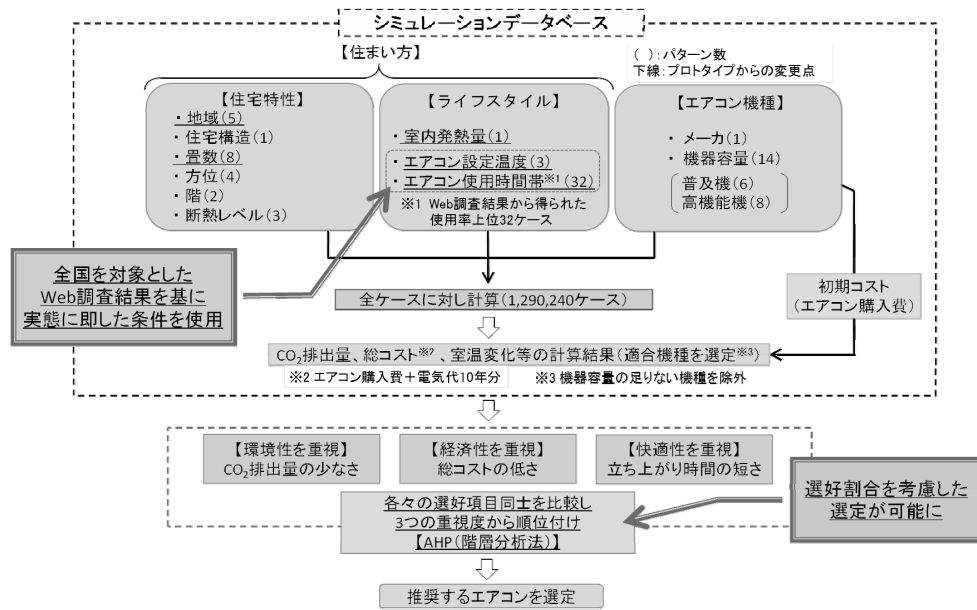 シミュレーションデータベース
【住まい方】
( ):パターン数
下線:プロトタイプからの変更点
【住宅特性】
・地域(5)
・住宅構造(1)
・畳数(8)
・方位(4)
・階(2)
・断熱レベル(3)
【ライフスタイル】
・室内発熱量(1)
・エアコン設定温度(3)
・エアコン使用時間帯※1(32)
※1 Web調査結果から得られた
使用率上位32ケース
【エアコン機種】
・メーカ(1)
・機器容量(14)
普及機(6)
高機能機(8)
全国を対象とした
Web調査結果を基に
実態に即した条件を使用
全ケースに対し計算(1,290,240ケース)
初期コスト
(エアコン購入費)
CO2排出量、総コスト※2、室温変化等の計算結果(適合機種を選定※3)
※2 エアコン購入費+電気代10年分
※3 機器容量の足りない機種を除外
【環境性を重視】
CO2排出量の少なさ
【経済性を重視】
総コストの低さ
【快適性を重視】
立ち上がり時間の短さ
各々の選好項目同士を比較し
3つの重視度から順位付け
【AHP(階層分析法)】
選好割合を考慮した
選定が可能に
推奨するエアコンを選定